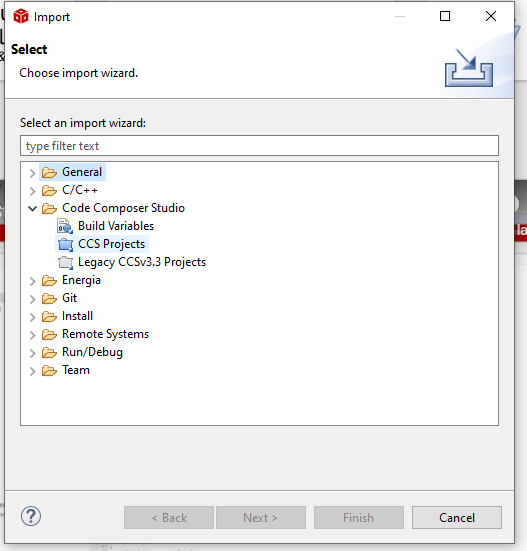 Import
Select
Choose import wizard.
Select an import wizard:
type filter text
General
C/C++
Code Composer Studio
Build Variables
CCS Projects
Legacy CCSv3.3 Projects
Energia
Git
Install
Remote Systems
Run/Debug
Team
?
< Back
Next >
Finish
Cancel